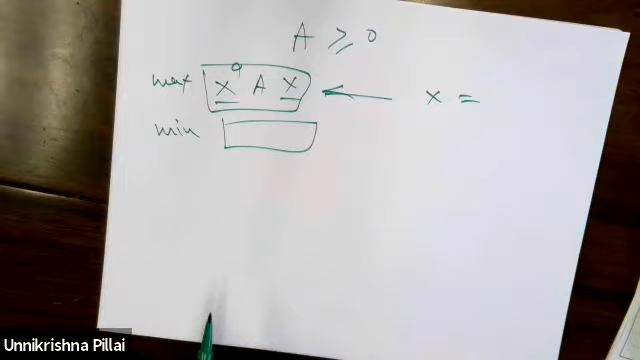 A ≥ 0
max x* A x ← x =
min
Unnikrishna Pillai